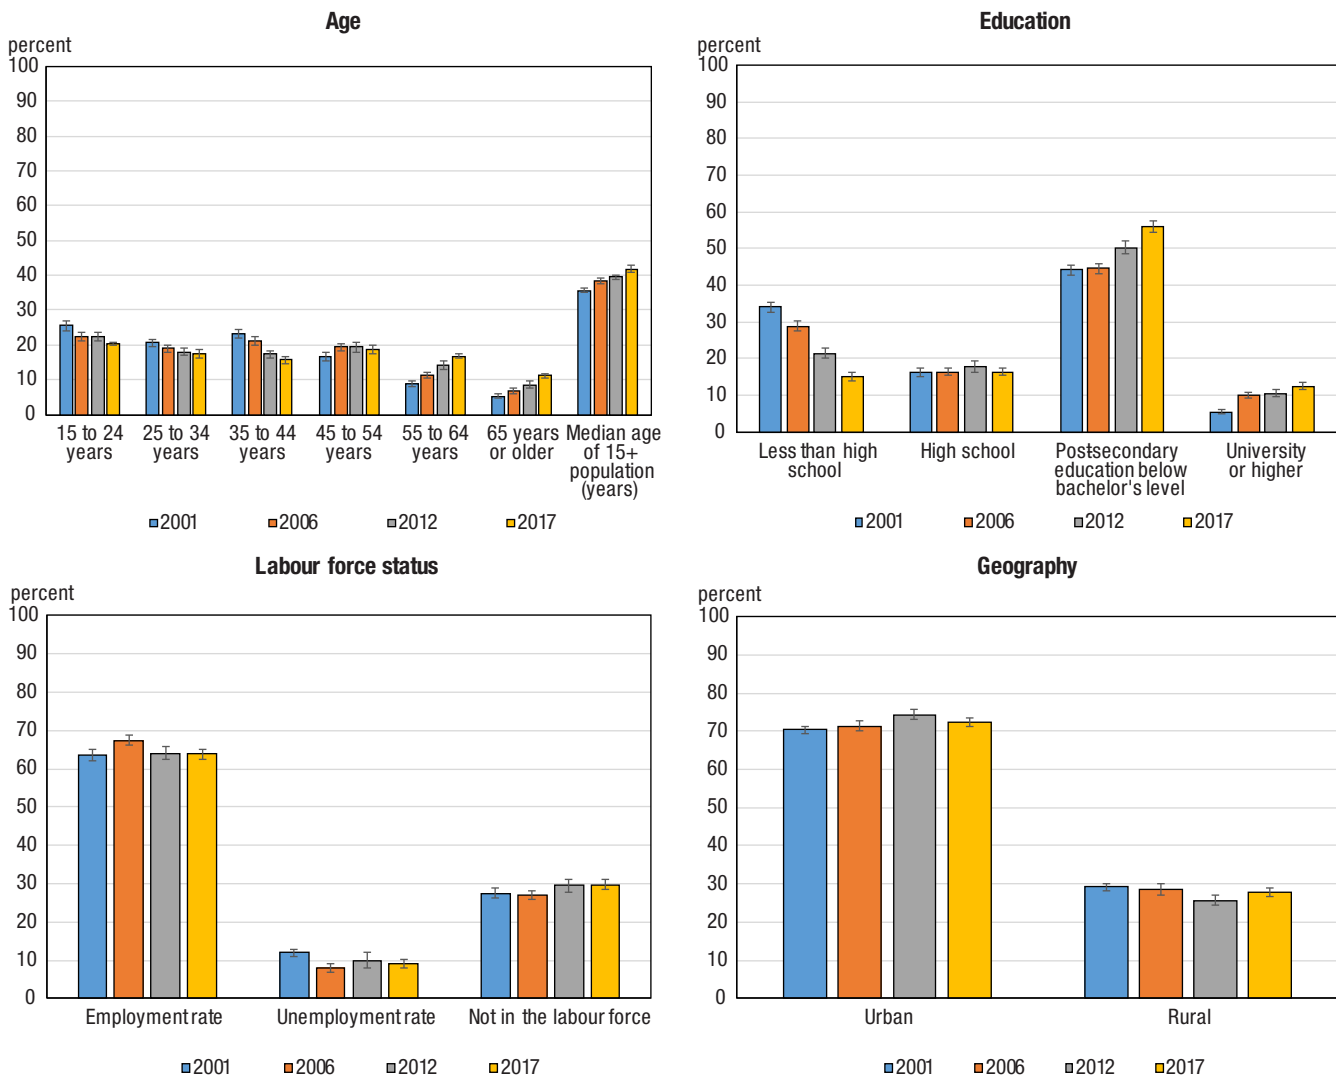 Age
percent
100
90
80
70
60
50
40
30
20
10
0
15 to 24
years
25 to 34
years
35 to 44
years
45 to 54
years
55 to 64
years
65 years
or older
Median age
of 15+
population
(years)
2001 2006 2012 2017
Education
percent
100
90
80
70
60
50
40
30
20
10
0
Less than high
school
High school
Postsecondary
education below
bachelor's level
University
or higher
2001 2006 2012 2017
Labour force status
percent
100
90
80
70
60
50
40
30
20
10
0
Employment rate
Unemployment rate
Not in the labour force
2001 2006 2012 2017
Geography
percent
100
90
80
70
60
50
40
30
20
10
0
Urban
Rural
2001 2006 2012 2017